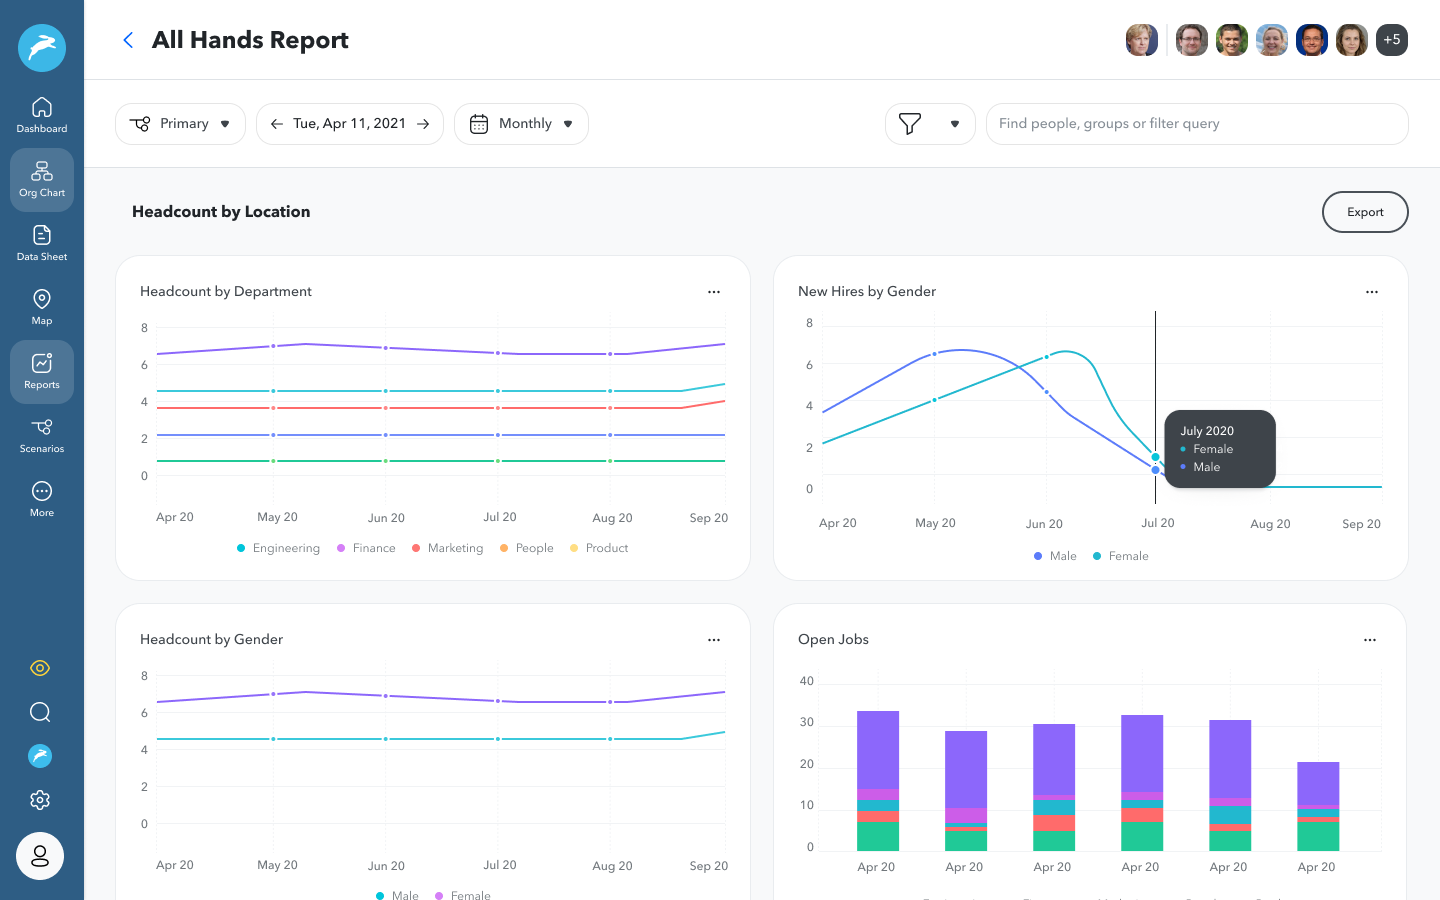 All Hands Report
+5
Dashboard
Org Chart
Data Sheet
Map
Reports
Scenarios
More
Primary
Tue, Apr 11, 2021
Monthly
Find people, groups or filter query
Headcount by Location
Export
Headcount by Department
8
6
4
2
0
Apr 20 May 20 Jun 20 Jul 20 Aug 20 Sep 20
Engineering Finance Marketing People Product
New Hires by Gender
8
6
4
2
0
July 2020
Female
Male
Apr 20 May 20 Jun 20 Jul 20 Aug 20 Sep 20
Male Female
Headcount by Gender
8
6
4
2
0
Apr 20 May 20 Jun 20 Jul 20 Aug 20 Sep 20
Male Female
Open Jobs
40
30
20
10
0
Apr 20 Apr 20 Apr 20 Apr 20 Apr 20 Apr 20